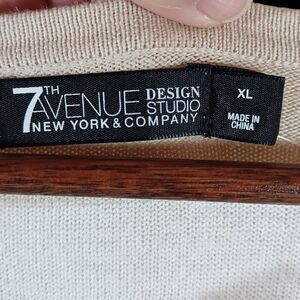 7TH AVENUE DESIGN STUDIO
NEW YORK & COMPANY
XL
MADE IN
CHINA